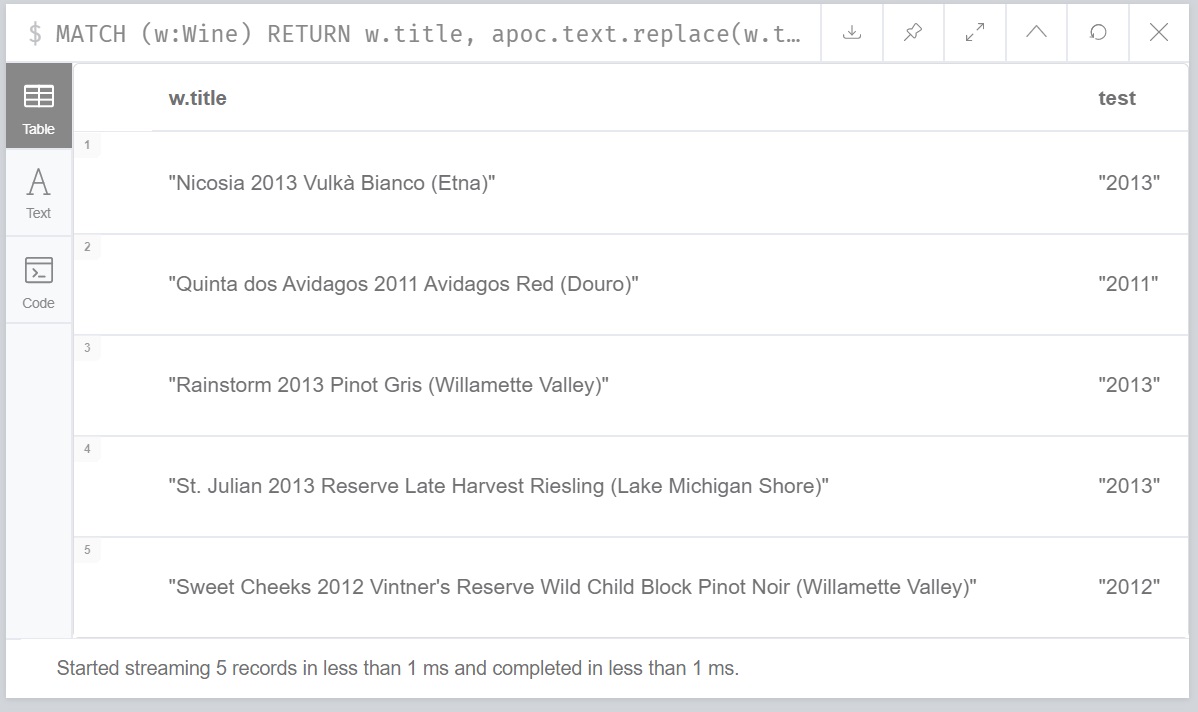 $ MATCH (w:Wine) RETURN w.title, apoc.text.replace(w.t…
Table
Text
Code
w.title test
1
"Nicosia 2013 Vulkà Bianco (Etna)" "2013"
2
"Quinta dos Avidagos 2011 Avidagos Red (Douro)" "2011"
3
"Rainstorm 2013 Pinot Gris (Willamette Valley)" "2013"
4
"St. Julian 2013 Reserve Late Harvest Riesling (Lake Michigan Shore)" "2013"
5
"Sweet Cheeks 2012 Vintner's Reserve Wild Child Block Pinot Noir (Willamette Valley)" "2012"
Started streaming 5 records in less than 1 ms and completed in less than 1 ms.